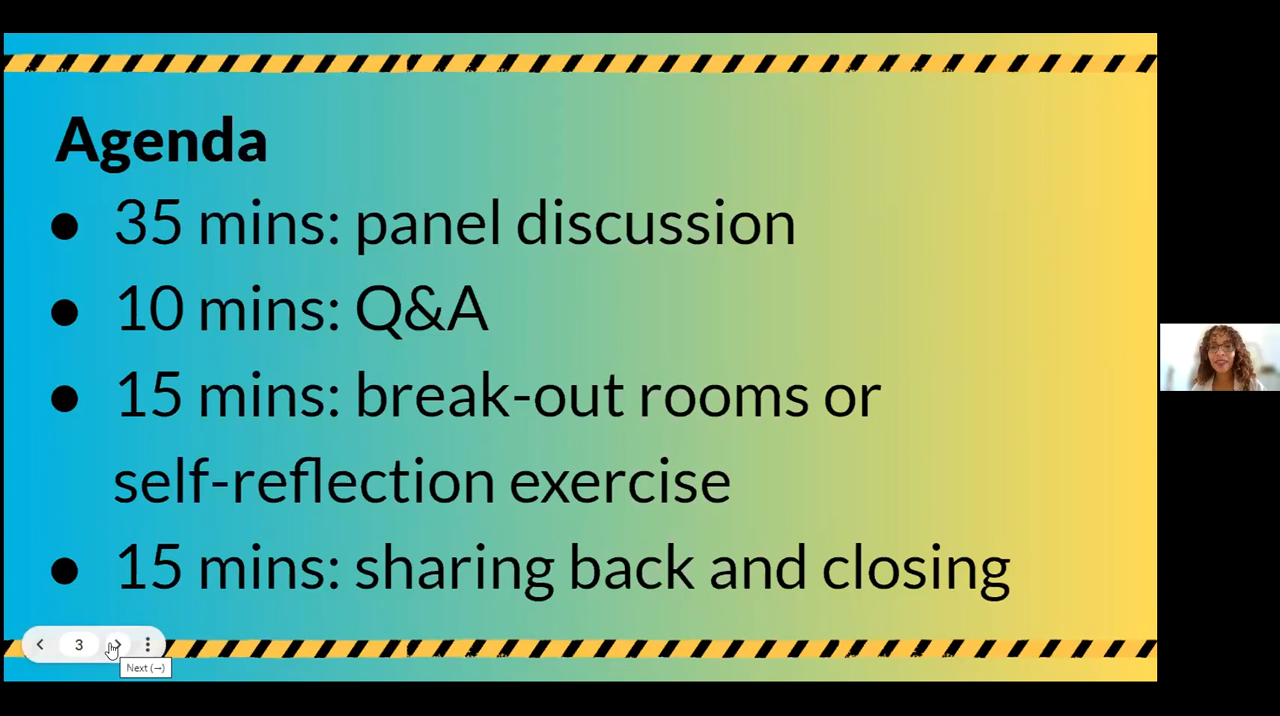 Agenda
● 35 mins: panel discussion
● 10 mins: Q&A
● 15 mins: break-out rooms or
self-reflection exercise
● 15 mins: sharing back and closing
3
Next (→)